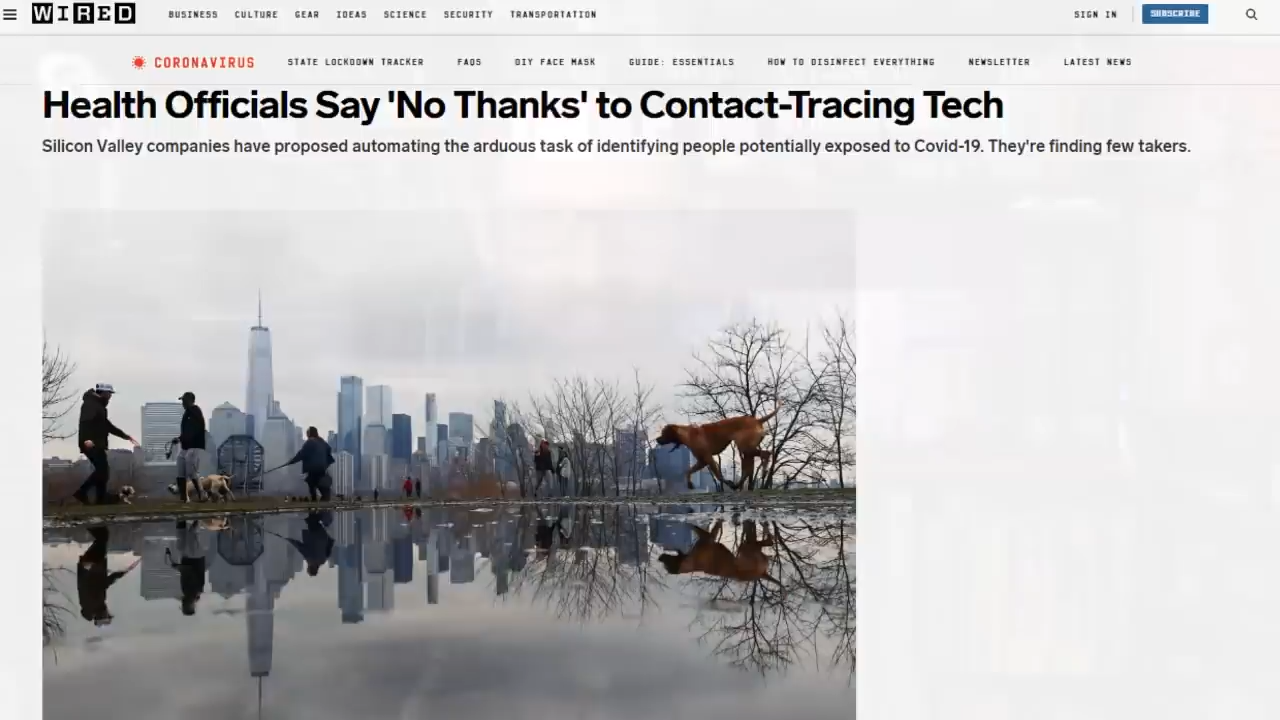 WIRED BUSINESS CULTURE GEAR IDEAS SCIENCE SECURITY TRANSPORTATION SIGN IN SUBSCRIBE
CORONAVIRUS STATE LOCKDOWN TRACKER FAQS DIY FACE MASK GUIDE: ESSENTIALS HOW TO DISINFECT EVERYTHING NEWSLETTER LATEST NEWS
Health Officials Say 'No Thanks' to Contact-Tracing Tech
Silicon Valley companies have proposed automating the arduous task of identifying people potentially exposed to Covid-19. They're finding few takers.